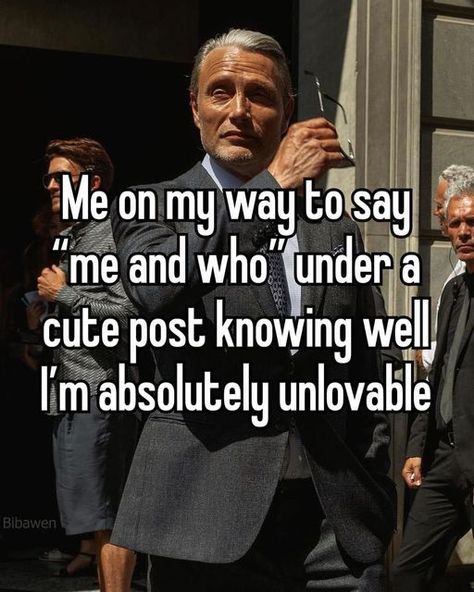 Me on my way to say
“me and who” under a
cute post knowing well
I’m absolutely unlovable
Bibawen